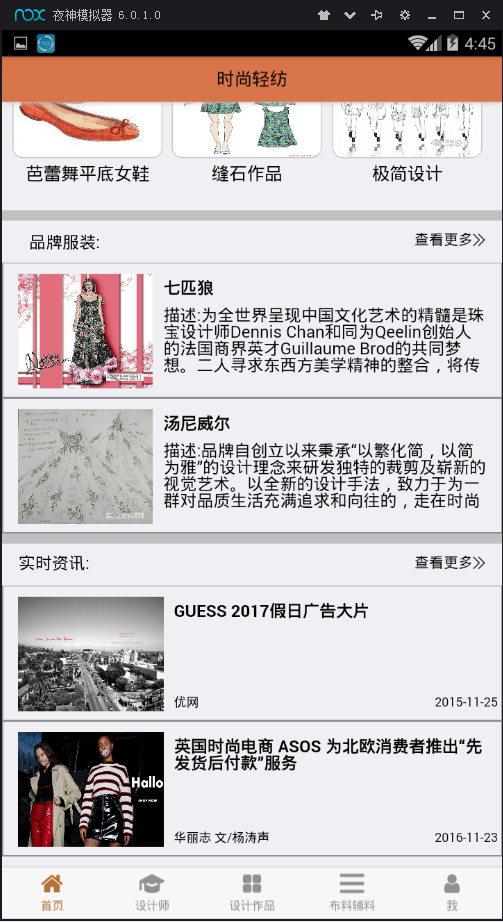 nox 夜神模拟器 6.0.1.0
4:45
时尚轻纺
芭蕾舞平底女鞋
缝石作品
极简设计
品牌服装:
查看更多
七匹狼
描述:为全世界呈现中国文化艺术的精髓是珠
宝设计师Dennis Chan和同为Qeelin创始人
的法国商界英才Guillaume Brod的共同梦
想。二人寻求东西方美学精神的整合，将传
汤尼威尔
描述:品牌自创立以来秉承“以繁化简，以简
为雅”的设计理念来研发独特的裁剪及崭新的
视觉艺术。以全新的设计手法，致力于为一
群对品质生活充满追求和向往的，走在时尚
实时资讯:
查看更多
GUESS 2017假日广告大片
优网
2015-11-25
英国时尚电商 ASOS 为北欧消费者推出“先
发货后付款”服务
Hallo
华丽志 文/杨涛声
2016-11-23
首页
设计师
设计作品
布料辅料
我